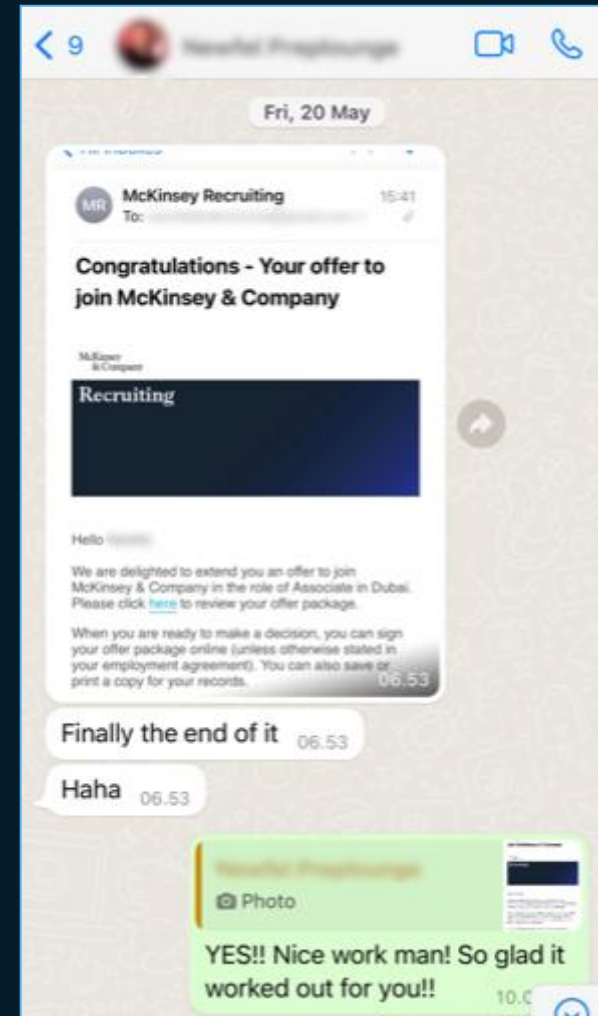 9
Fri, 20 May
MR
McKinsey Recruiting
15:41
To:
Congratulations - Your offer to
join McKinsey & Company
McKinsey
& Company
Recruiting
Hello
We are delighted to extend you an offer to join
McKinsey & Company in the role of Associate in Dubai.
Please click here to review your offer package.
When you are ready to make a decision, you can sign
your offer package online (unless otherwise stated in
your employment agreement). You can also save or
print a copy for your records.
06.53
Finally the end of it 06.53
Haha 06.53
Photo
YES!! Nice work man! So glad it
worked out for you!!